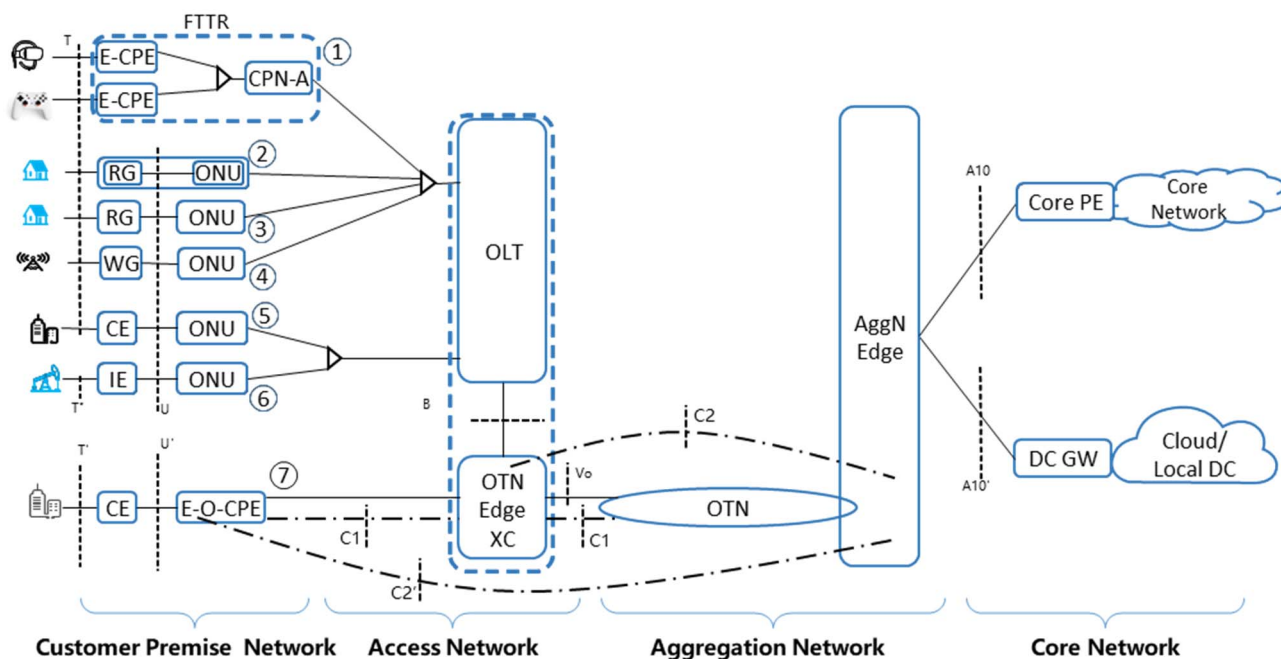 FTTR
T
E-CPE
①
CPN-A
E-CPE
②
RG
ONU
A10
Core PE
Core
Network
RG
ONU
③
OLT
WG
ONU
④
CE
ONU
⑤
AggN
Edge
IE
ONU
⑥
T"
U
B
C2
T'
U'
⑦
DC GW
Cloud/
Local DC
A10'
OTN
Edge
XC
Vo
CE
E-O-CPE
OTN
C1
C1
C2'
Customer Premise Network
Access Network
Aggregation Network
Core Network